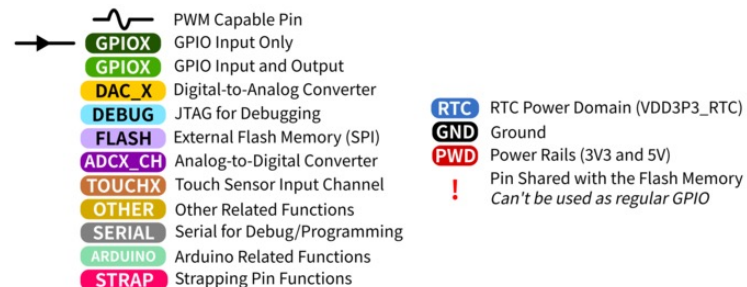 PWM Capable Pin
GPIOX GPIO Input Only
GPIOX GPIO Input and Output
DAC_X Digital-to-Analog Converter
DEBUG JTAG for Debugging
FLASH External Flash Memory (SPI)
ADCX_CH Analog-to-Digital Converter
TOUCHX Touch Sensor Input Channel
OTHER Other Related Functions
SERIAL Serial for Debug/Programming
ARDUINO Arduino Related Functions
STRAP Strapping Pin Functions
RTC RTC Power Domain (VDD3P3_RTC)
GND Ground
PWD Power Rails (3V3 and 5V)
! Pin Shared with the Flash Memory
Can't be used as regular GPIO